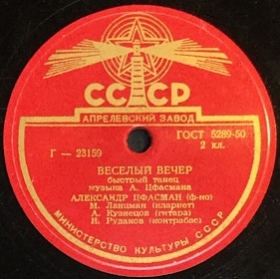 СССР
АПРЕЛЕВСКИЙ ЗАВОД
ГОСТ 5289-50
Г — 23159
2 кл.
ВЕСЕЛЫЙ ВЕЧЕР
быстрый танец
музыка А. Цфасмана
АЛЕКСАНДР ЦФАСМАН (ф-но)
М. Ланцман (кларнет)
А. Кузнецов (гитара)
И. Руданов (контрабас)
МИНИСТЕРСТВО КУЛЬТУРЫ СССР